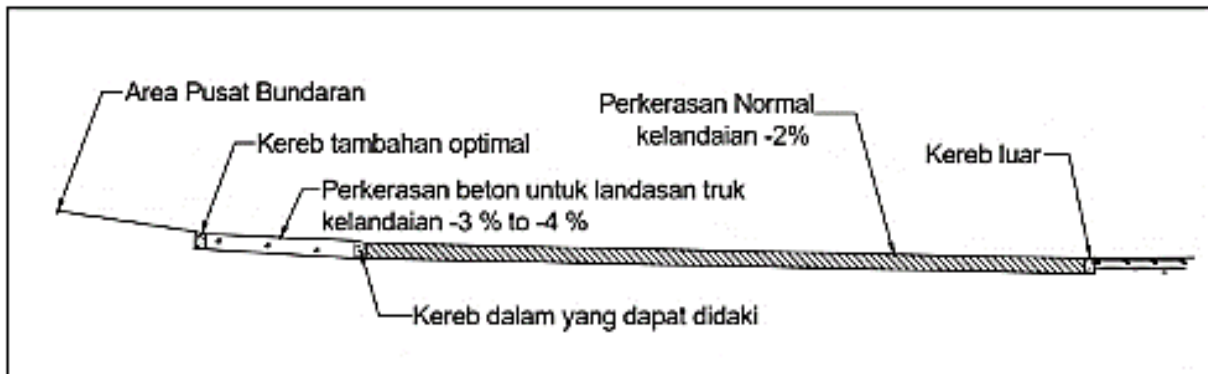 Area Pusat Bundaran
Kereb tambahan optimal
Perkerasan beton untuk landasan truk
kelandaian -3 % to -4 %
Perkerasan Normal
kelandaian -2%
Kereb luar
Kereb dalam yang dapat didaki